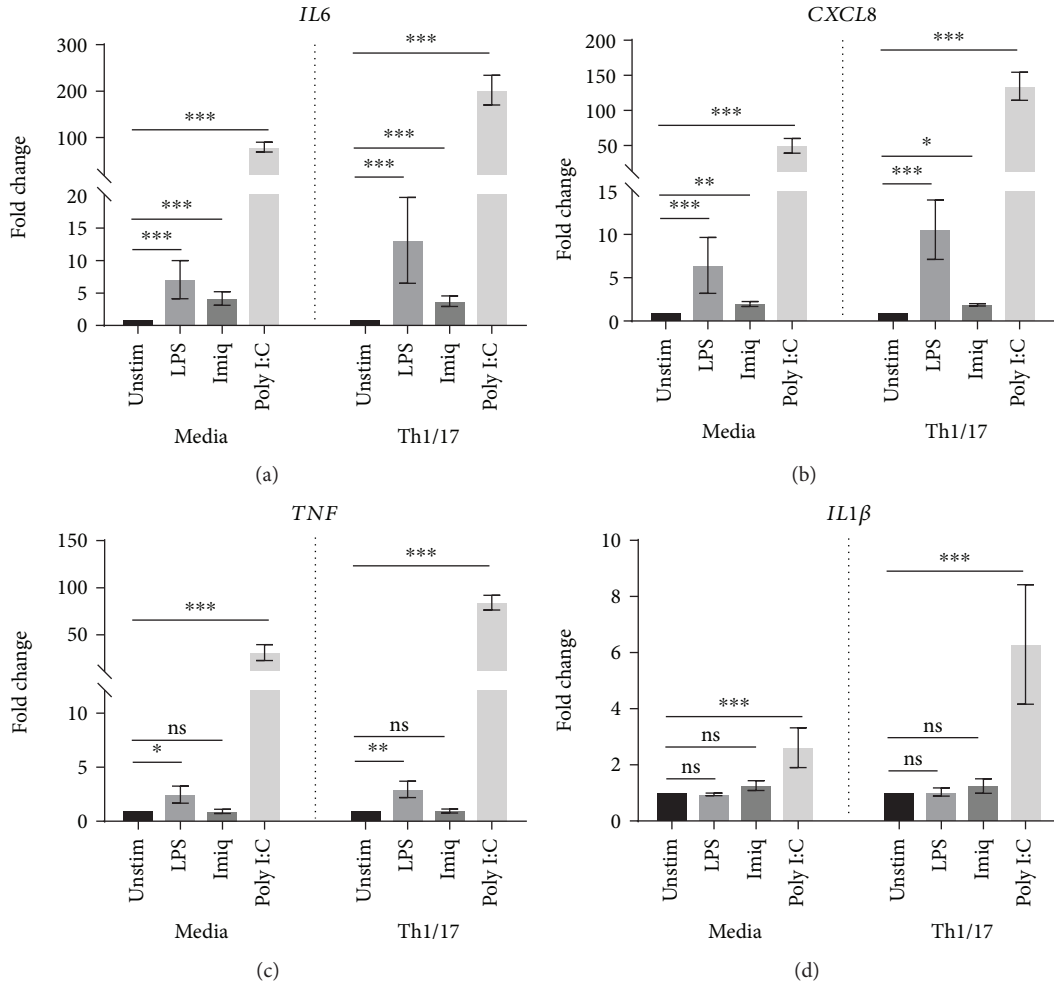 IL6
Fold change
300
200
100
20
15
10
5
0
***
***
***
***
***
***
Unstim
LPS
Imiq
Poly I:C
Unstim
LPS
Imiq
Poly I:C
Media
Th1/17
(a)
CXCL8
Fold change
200
150
100
50
15
10
5
0
***
**
***
***
*
***
Unstim
LPS
Imiq
Poly I:C
Unstim
LPS
Imiq
Poly I:C
Media
Th1/17
(b)
TNF
Fold change
150
100
50
10
5
0
***
ns
*
***
ns
**
Unstim
LPS
Imiq
Poly I:C
Unstim
LPS
Imiq
Poly I:C
Media
Th1/17
(c)
IL1β
Fold change
10
8
6
4
2
0
***
ns
ns
***
ns
ns
Unstim
LPS
Imiq
Poly I:C
Unstim
LPS
Imiq
Poly I:C
Media
Th1/17
(d)